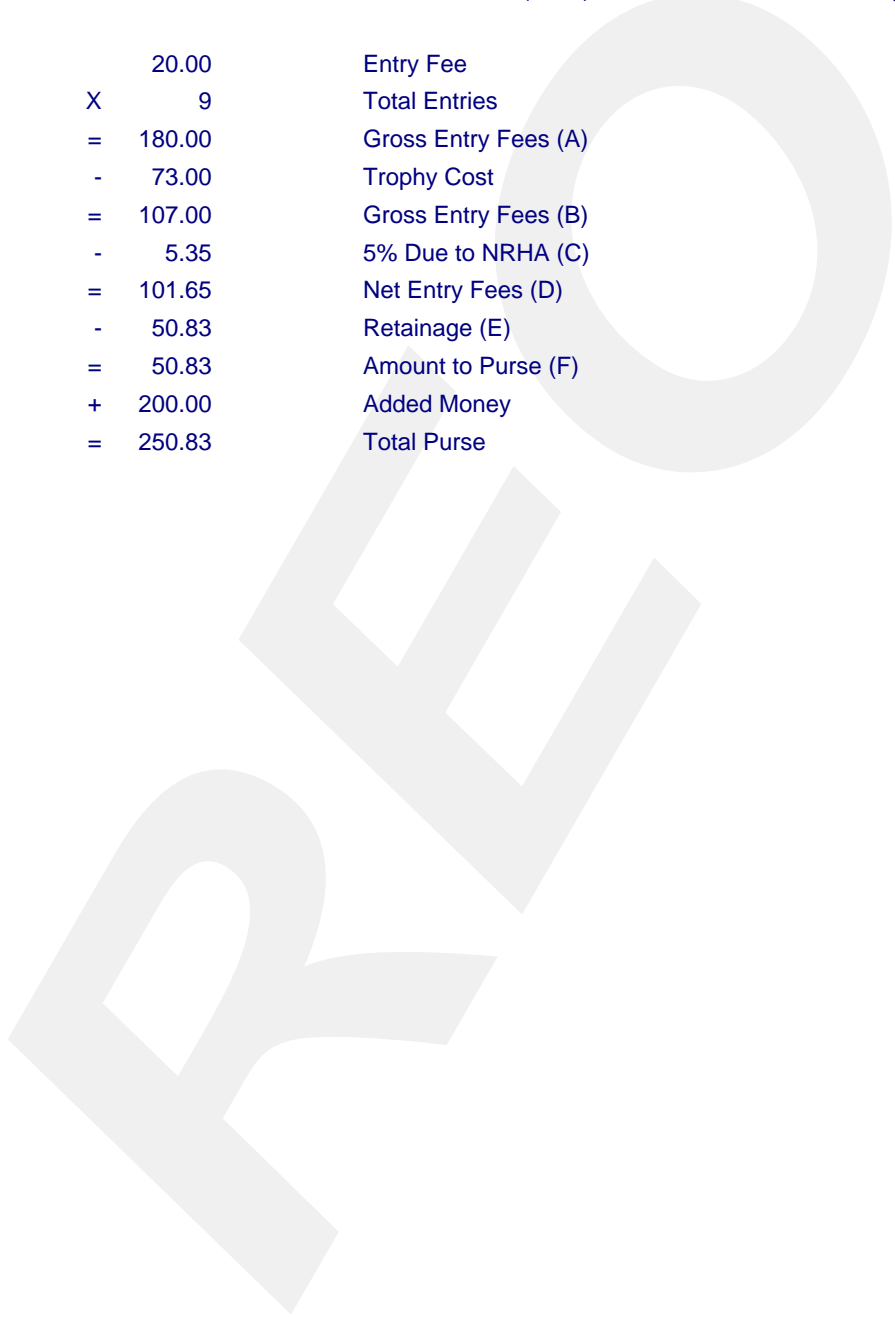 20.00 Entry Fee
X 9 Total Entries
= 180.00 Gross Entry Fees (A)
- 73.00 Trophy Cost
= 107.00 Gross Entry Fees (B)
- 5.35 5% Due to NRHA (C)
= 101.65 Net Entry Fees (D)
- 50.83 Retainage (E)
= 50.83 Amount to Purse (F)
+ 200.00 Added Money
= 250.83 Total Purse
REO